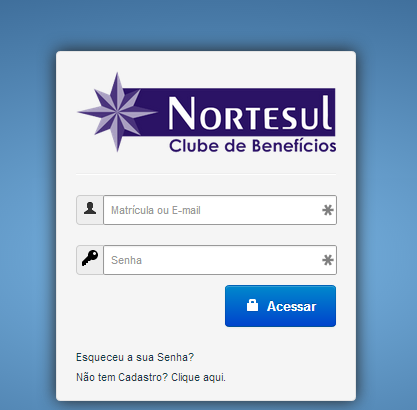 NORTESUL
Clube de Benefícios
Matrícula ou E-mail
Senha
Acessar
Esqueceu a sua Senha?
Não tem Cadastro? Clique aqui.